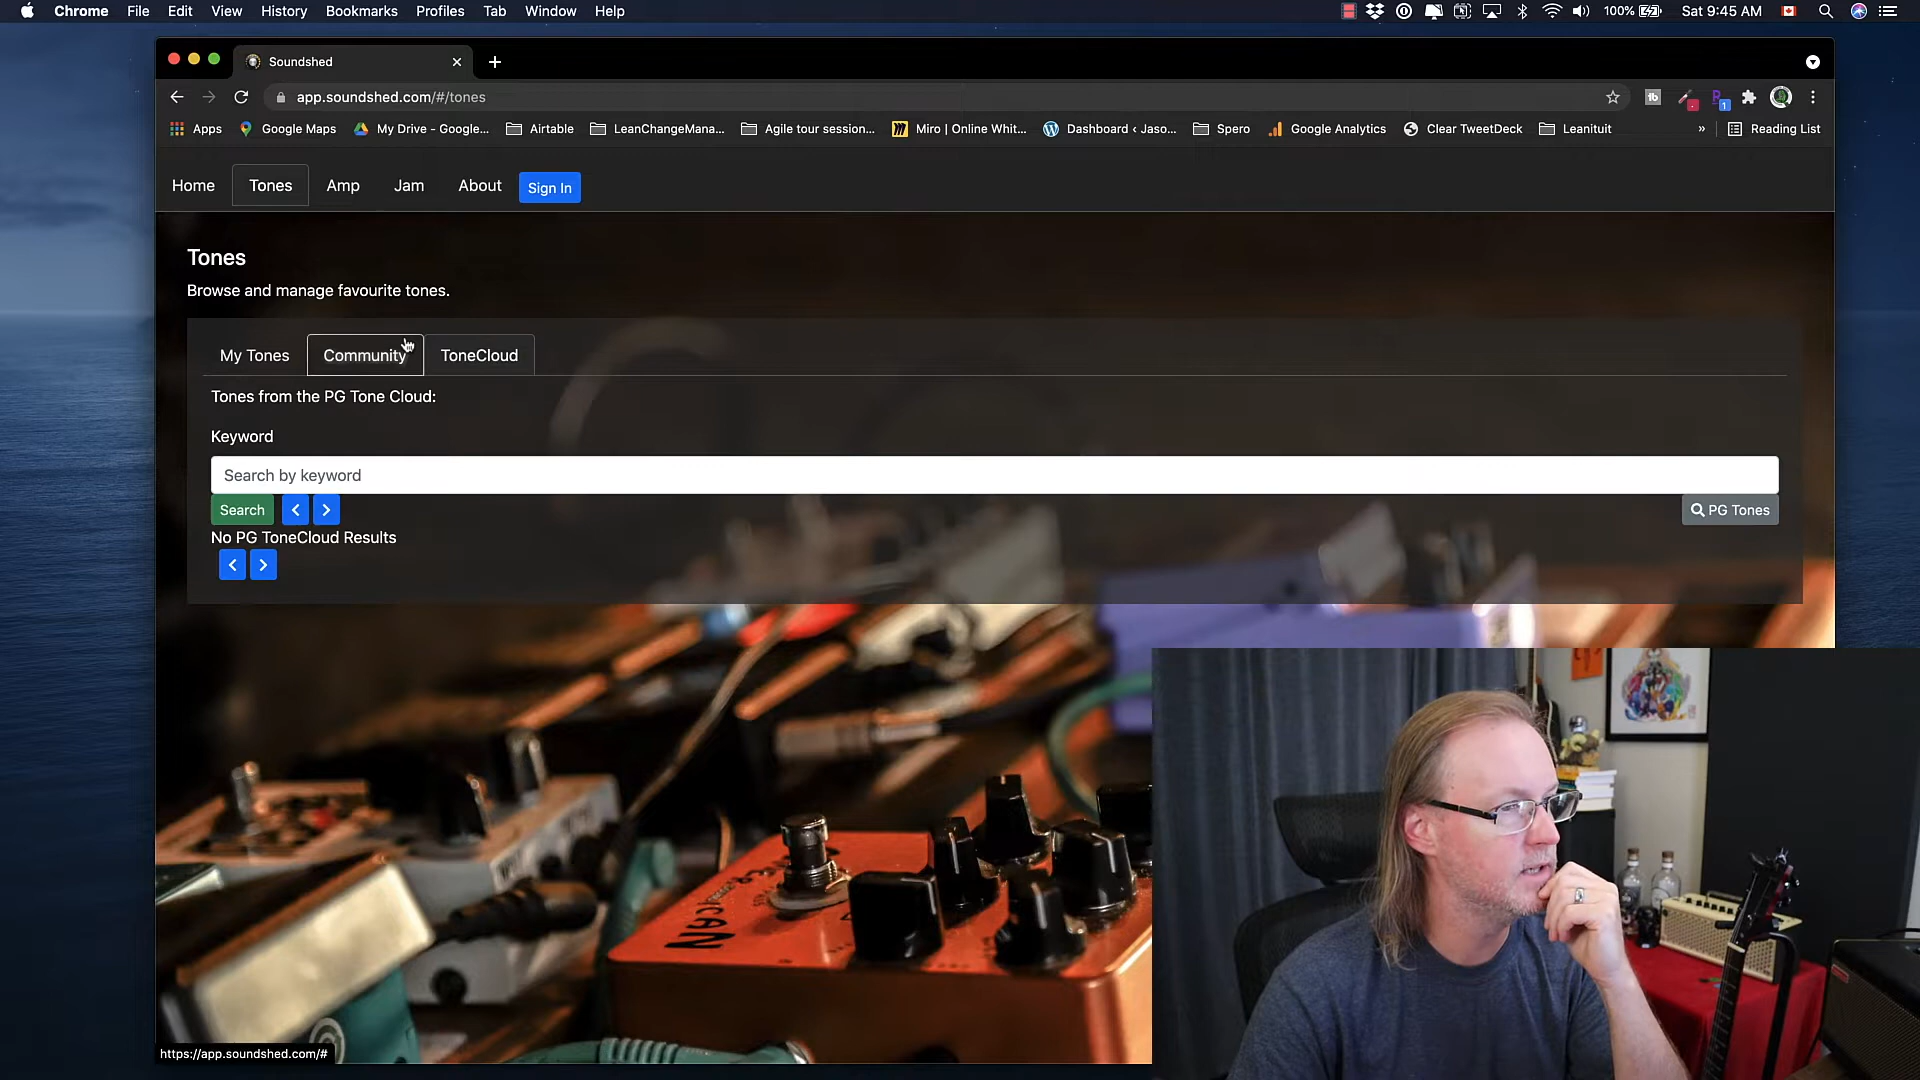 Chrome File Edit View History Bookmarks Profiles Tab Window Help
100% Sat 9:45 AM
Soundshed
app.soundshed.com/#/tones
Apps Google Maps My Drive - Google... Airtable LeanChangeMana... Agile tour session... Miro | Online Whit... Dashboard ‹ Jaso... Spero Google Analytics Clear TweetDeck Leanituit » Reading List
Home Tones Amp Jam About Sign In
Tones
Browse and manage favourite tones.
My Tones Community ToneCloud
Tones from the PG Tone Cloud:
Keyword
Search by keyword
Search PG Tones
No PG ToneCloud Results
https://app.soundshed.com/#